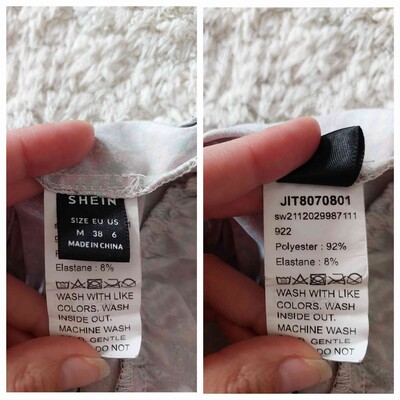 SHEIN
SIZE EU US
M 38 6
MADE IN CHINA
Elastane : 8%
WASH WITH LIKE
COLORS. WASH
INSIDE OUT.
MACHINE WASH
GENTLE
DO NOT
JIT8070801
sw2112029987111
922
Polyester : 92%
Elastane : 8%
WASH WITH LIKE
COLORS. WASH
INSIDE OUT.
MACHINE WASH
GENTLE
DO NOT